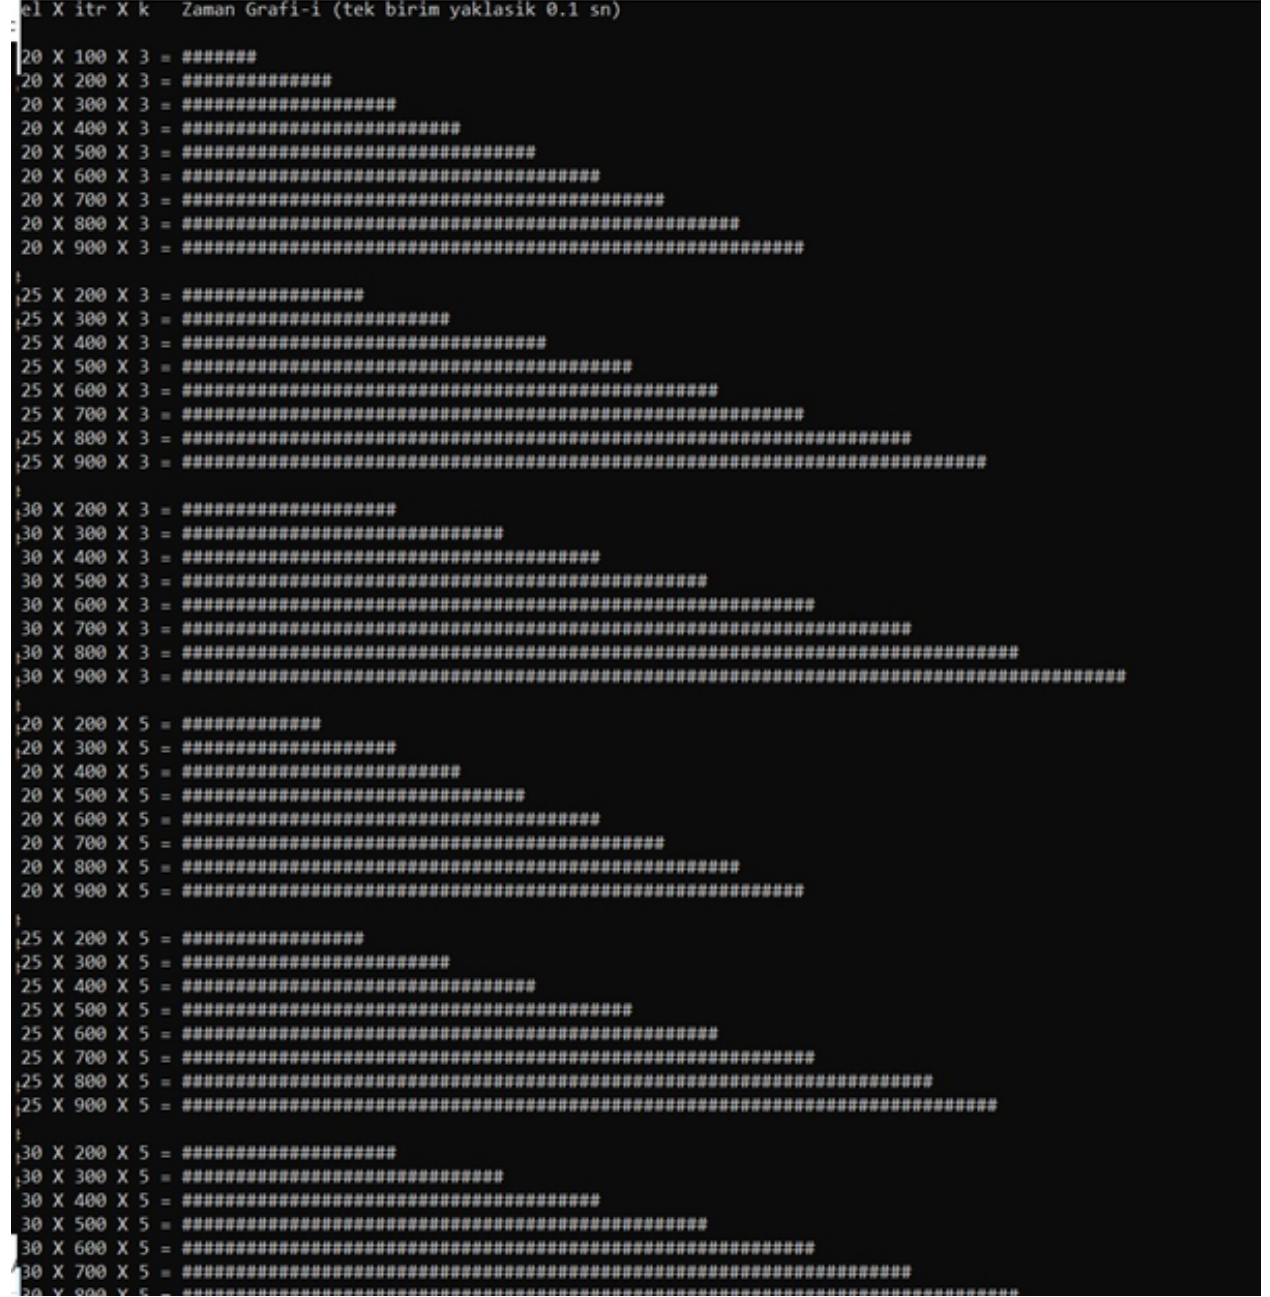 el X itr X k   Zaman Grafi-i (tek birim yaklasik 0.1 sn)
20 X 100 X 3 = #######
20 X 200 X 3 = ##############
20 X 300 X 3 = ####################
20 X 400 X 3 = ##########################
20 X 500 X 3 = #################################
20 X 600 X 3 = #######################################
20 X 700 X 3 = #############################################
20 X 800 X 3 = ####################################################
20 X 900 X 3 = ##########################################################
25 X 200 X 3 = #################
25 X 300 X 3 = #########################
25 X 400 X 3 = ##################################
25 X 500 X 3 = ##########################################
25 X 600 X 3 = ##################################################
25 X 700 X 3 = ##########################################################
25 X 800 X 3 = ####################################################################
25 X 900 X 3 = ###########################################################################
30 X 200 X 3 = ####################
30 X 300 X 3 = ##############################
30 X 400 X 3 = #######################################
30 X 500 X 3 = #################################################
30 X 600 X 3 = ###########################################################
30 X 700 X 3 = ####################################################################
30 X 800 X 3 = ##############################################################################
30 X 900 X 3 = ########################################################################################
20 X 200 X 5 = #############
20 X 300 X 5 = ####################
20 X 400 X 5 = ##########################
20 X 500 X 5 = ################################
20 X 600 X 5 = #######################################
20 X 700 X 5 = #############################################
20 X 800 X 5 = ####################################################
20 X 900 X 5 = ##########################################################
25 X 200 X 5 = #################
25 X 300 X 5 = #########################
25 X 400 X 5 = #################################
25 X 500 X 5 = ##########################################
25 X 600 X 5 = ##################################################
25 X 700 X 5 = ###########################################################
25 X 800 X 5 = ######################################################################
25 X 900 X 5 = ############################################################################
30 X 200 X 5 = ####################
30 X 300 X 5 = ##############################
30 X 400 X 5 = #######################################
30 X 500 X 5 = #################################################
30 X 600 X 5 = ###########################################################
30 X 700 X 5 = ####################################################################